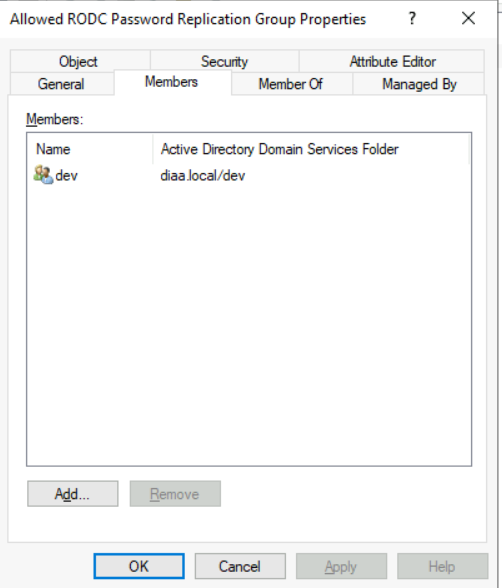 Allowed RODC Password Replication Group Properties ? ×
Object Security Attribute Editor
General Members Member Of Managed By
Members:
Name Active Directory Domain Services Folder
dev diaa.local/dev
Add... Remove
OK Cancel Apply Help